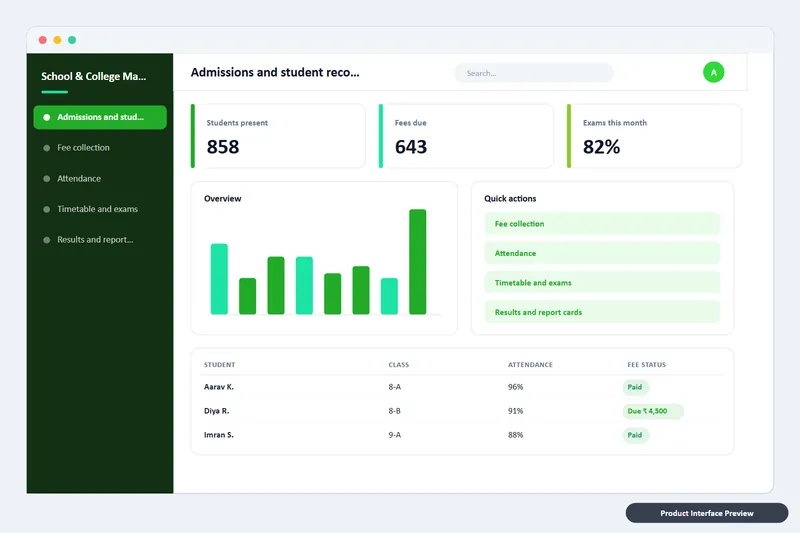 School & College Ma...
Admissions and stud...
Fee collection
Attendance
Timetable and exams
Results and report...
Admissions and student reco...
Search...
A
Students present
858
Fees due
643
Exams this month
82%
Overview
Quick actions
Fee collection
Attendance
Timetable and exams
Results and report cards
STUDENT CLASS ATTENDANCE FEE STATUS
Aarav K. 8-A 96% Paid
Diya R. 8-B 91% Due ₹ 4,500
Imran S. 9-A 88% Paid
Product Interface Preview